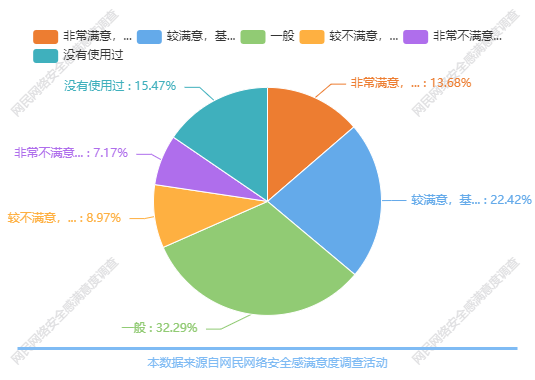 非常满意，... 较满意，基... 一般 较不满意，... 非常不满意...
没有使用过
没有使用过 : 15.47%
非常满意，... : 13.68%
非常不满意... : 7.17%
较满意，基... : 22.42%
较不满意，... : 8.97%
一般 : 32.29%
本数据来源自网民网络安全感满意度调查活动
网民网络安全感满意度调查
网民网络安全感满意度调查
网民网络安全感满意度调查
网民网络安全感满意度调查